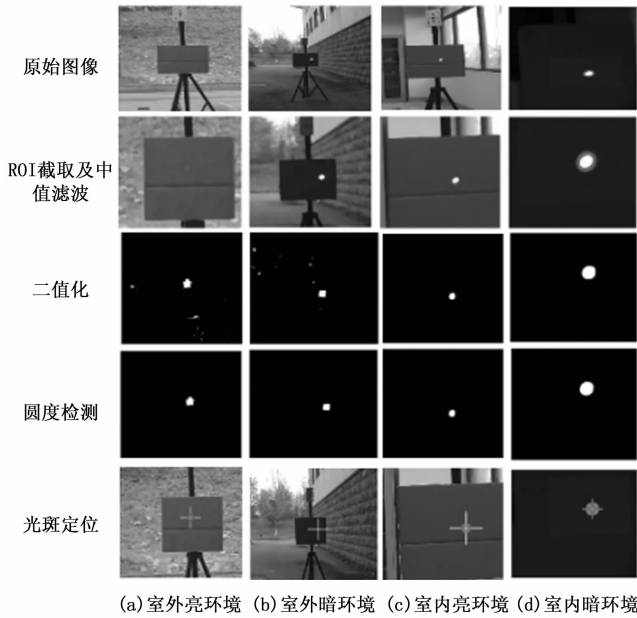 原始图像
ROI截取及中
值滤波
二值化
圆度检测
光斑定位
(a)室外亮环境 (b)室外暗环境 (c)室内亮环境 (d)室内暗环境